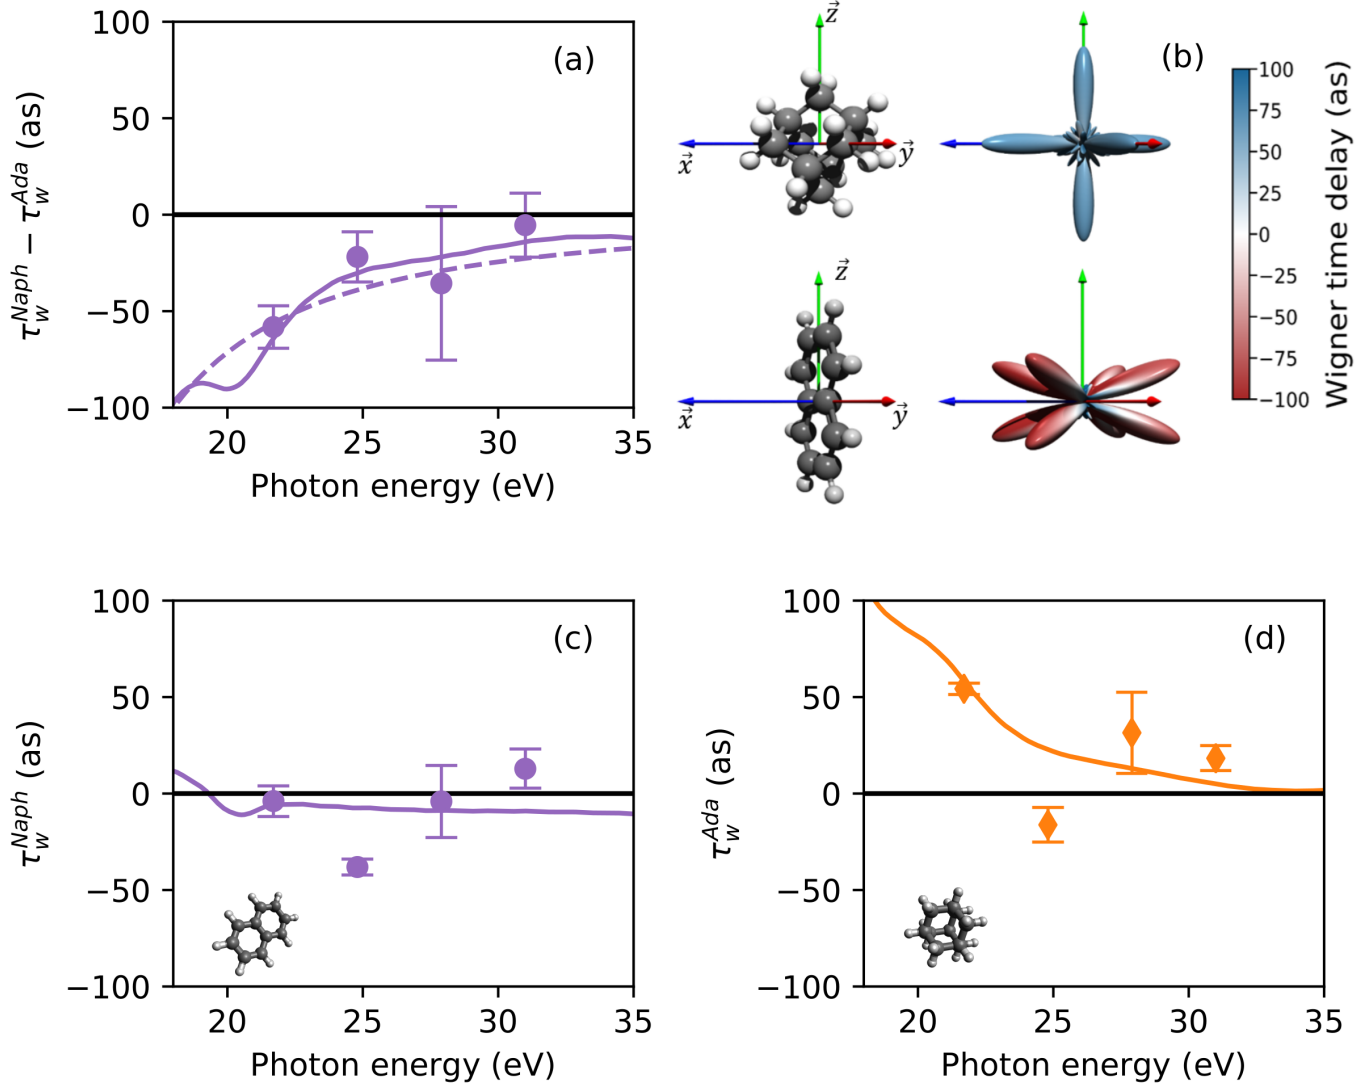 (a)
100
50
0
−50
−100
τ_w^Naph − τ_w^Ada (as)
20 25 30 35
Photon energy (eV)
(b)
z⃗
x⃗ y⃗
z⃗
x⃗ y⃗
100
75
50
25
0
−25
−50
−75
−100
Wigner time delay (as)
(c)
100
50
0
−50
−100
τ_w^Naph (as)
20 25 30 35
Photon energy (eV)
(d)
100
50
0
−50
−100
τ_w^Ada (as)
20 25 30 35
Photon energy (eV)